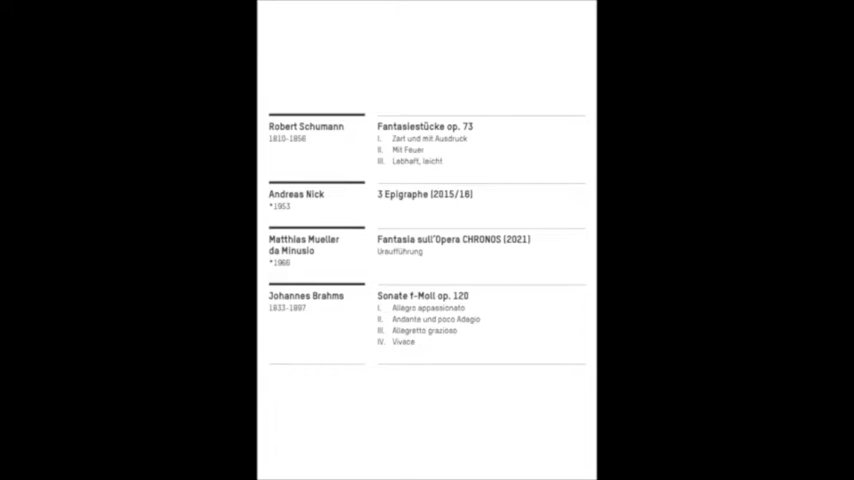 Robert Schumann
1810-1856
Fantasiestücke op. 73
I. Zart und mit Ausdruck
II. Mit Feuer
III. Lebhaft, leicht
Andreas Nick
*1953
3 Epigraphe (2015/16)
Matthias Mueller
da Minusio
*1966
Fantasia sull'Opera CHRONOS (2021)
Uraufführung
Johannes Brahms
1833-1897
Sonate f-Moll op. 120
I. Allegro appassionato
II. Andante und poco Adagio
III. Allegretto grazioso
IV. Vivace